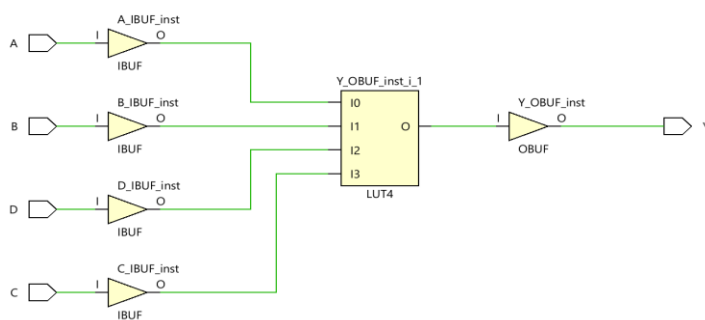 A_IBUF_inst
A
I
O
IBUF
Y_OBUF_inst_i_1
B_IBUF_inst
Y_OBUF_inst
I0
B
I
O
I1
O
I
O
IBUF
I2
OBUF
D_IBUF_inst
I3
LUT4
D
I
O
IBUF
C_IBUF_inst
C
I
O
IBUF